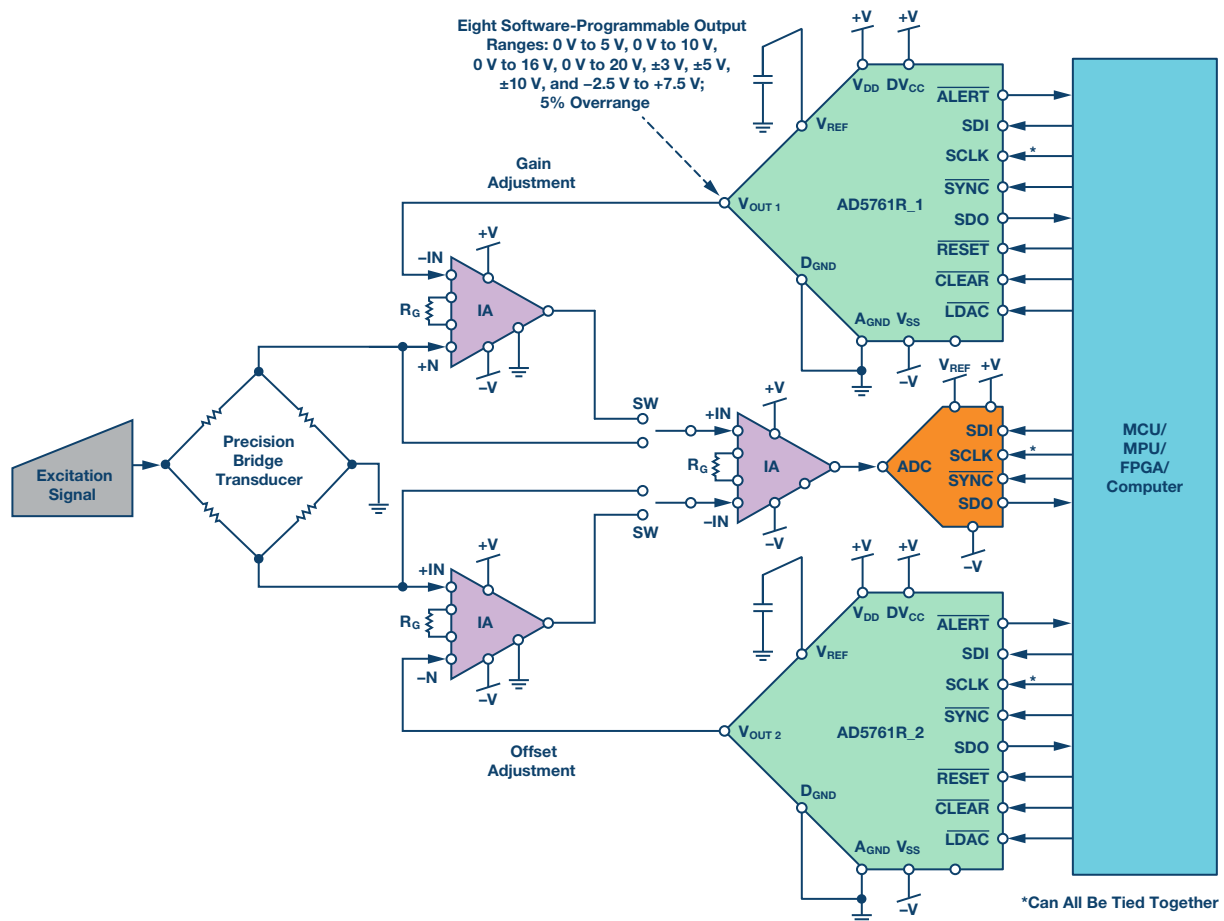 Eight Software-Programmable Output
Ranges: 0 V to 5 V, 0 V to 10 V,
0 V to 16 V, 0 V to 20 V, ±3 V, ±5 V,
±10 V, and −2.5 V to +7.5 V;
5% Overrange
+V
+V
VDD
DVCC
ALERT
SDI
SCLK
*
SYNC
SDO
RESET
CLEAR
LDAC
VREF
VOUT 1
AD5761R_1
DGND
AGND
VSS
−V
Gain
Adjustment
−IN
+V
RG
IA
+N
−V
Excitation
Signal
Precision
Bridge
Transducer
SW
SW
+IN
+V
RG
IA
−IN
−V
VREF
+V
ADC
SDI
SCLK
*
SYNC
SDO
−V
MCU/
MPU/
FPGA/
Computer
+IN
+V
RG
IA
−N
−V
Offset
Adjustment
+V
+V
VDD
DVCC
ALERT
SDI
SCLK
*
SYNC
SDO
RESET
CLEAR
LDAC
VREF
VOUT 2
AD5761R_2
DGND
AGND
VSS
−V
*Can All Be Tied Together